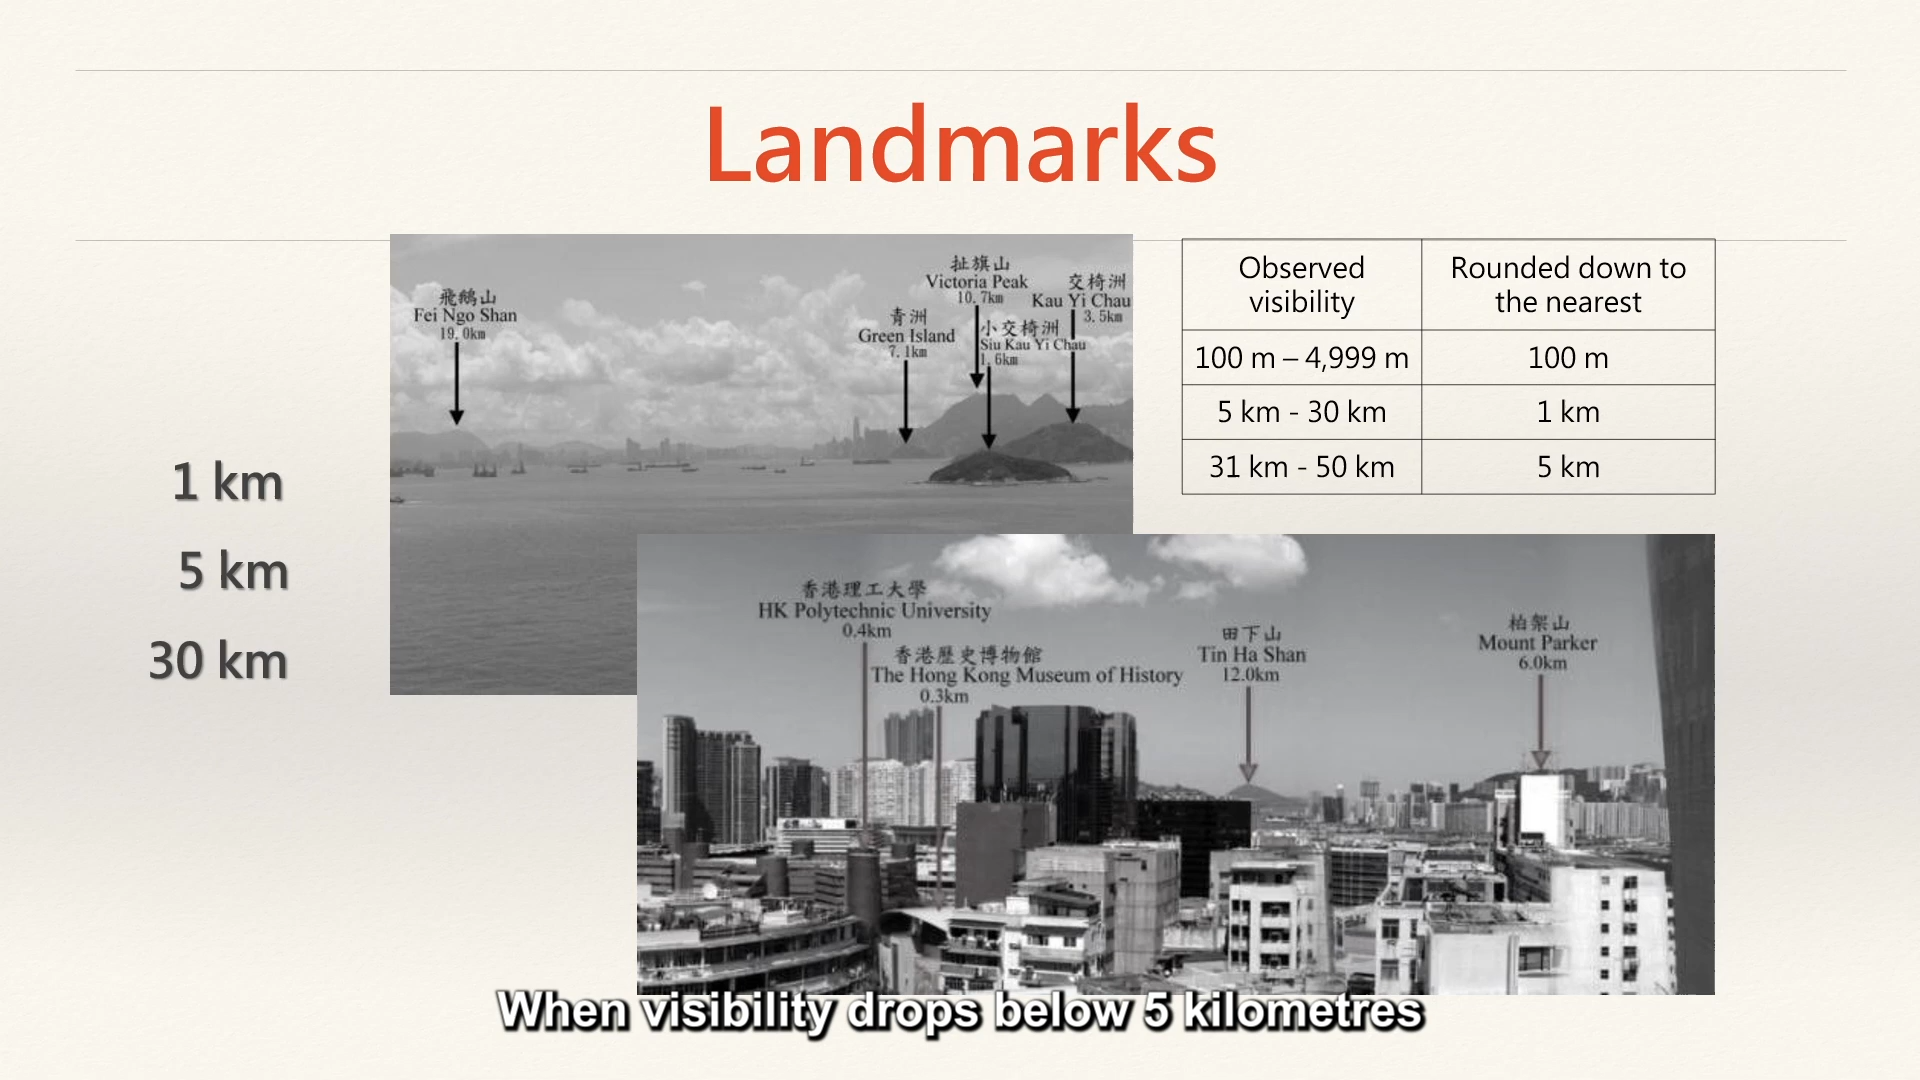 Landmarks
1 km
5 km
30 km
飛鵝山
Fei Ngo Shan
19.0km
青洲
Green Island
7.1km
扯旗山
Victoria Peak
10.7km
小交椅洲
Siu Kau Yi Chau
1.6km
交椅洲
Kau Yi Chau
3.5km
Observed visibility
Rounded down to the nearest
100 m – 4,999 m
100 m
5 km - 30 km
1 km
31 km - 50 km
5 km
香港理工大學
HK Polytechnic University
0.4km
香港歷史博物館
The Hong Kong Museum of History
0.3km
田下山
Tin Ha Shan
12.0km
柏架山
Mount Parker
6.0km
When visibility drops below 5 kilometres